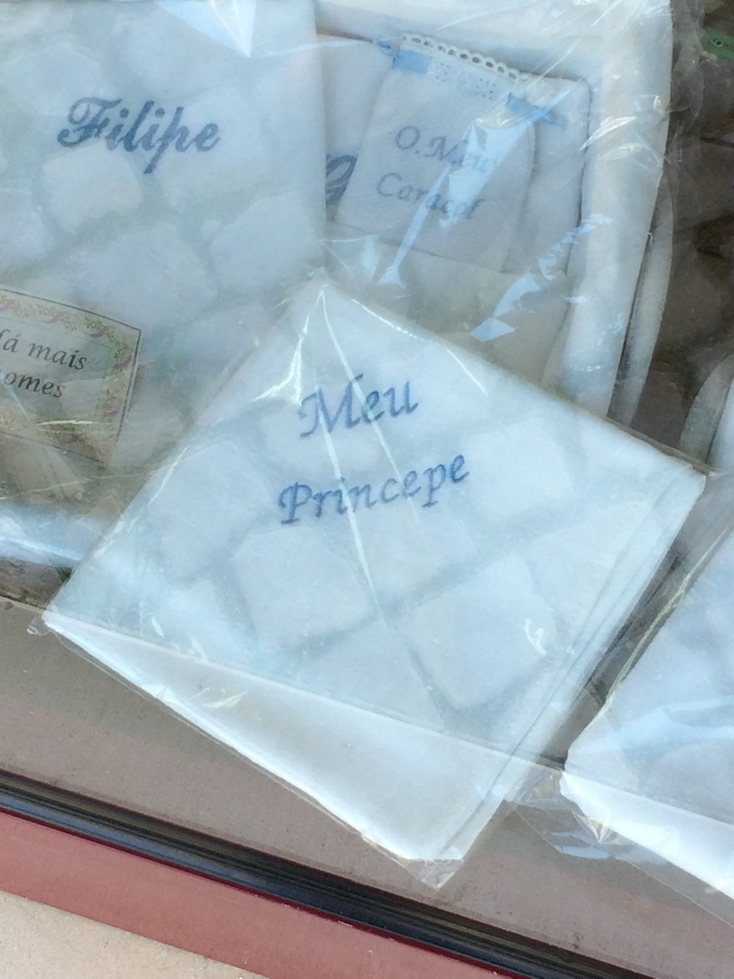 Filipe
O Meu
Caracol
Há mais
nomes
Meu
Princepe